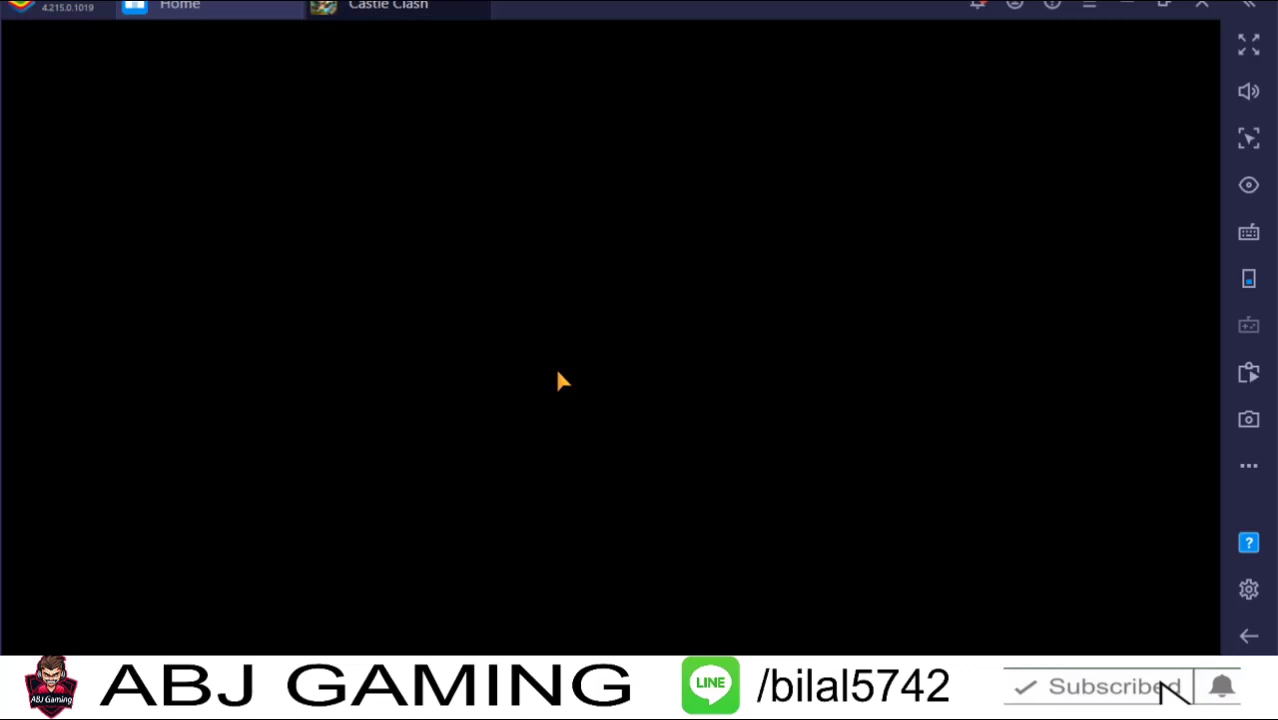 4.215.0.1019 Home Castle Clash
?
ABJ Gaming
ABJ GAMING LINE /bilal5742 Subscribed